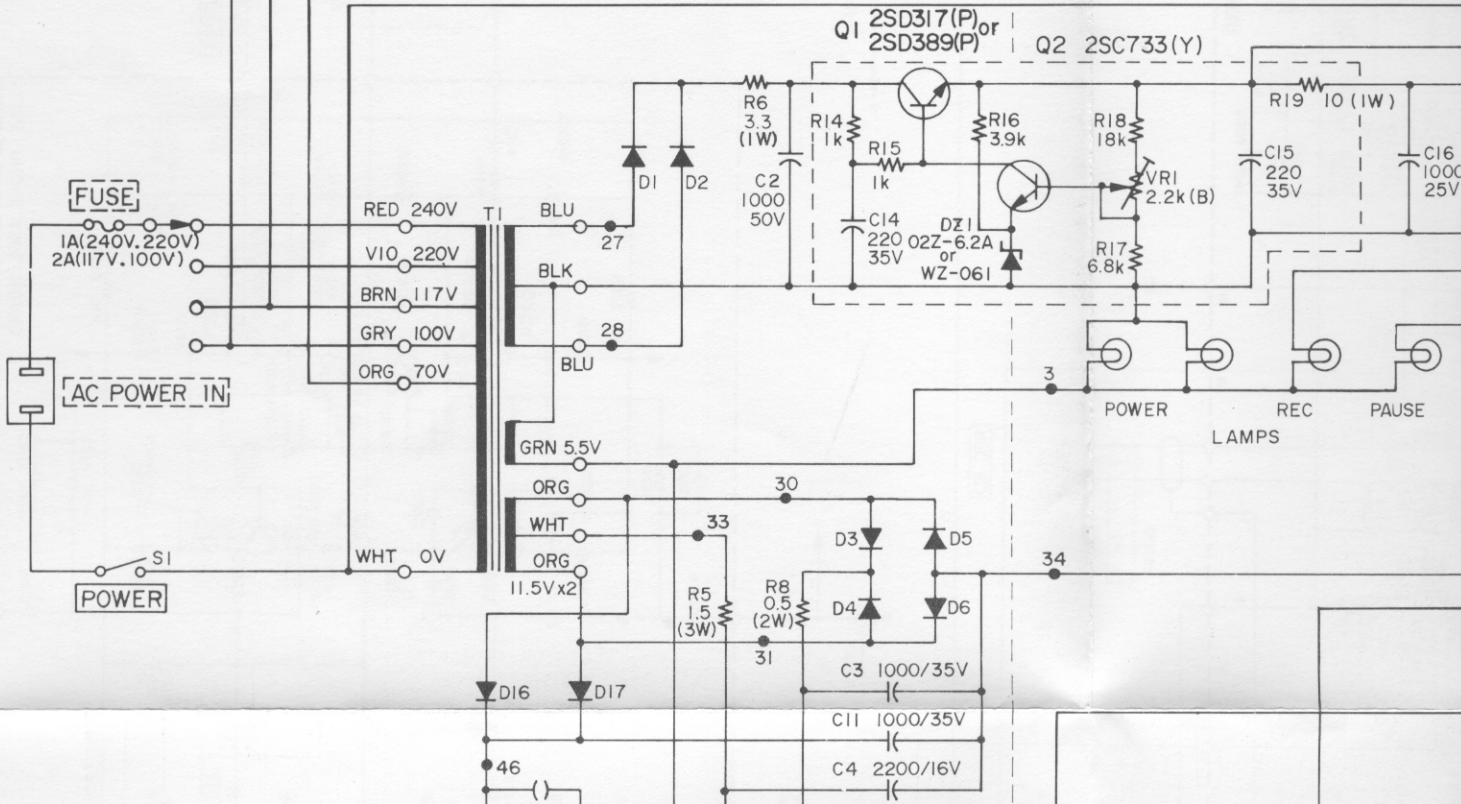 Q1 2SD317(P) or
2SD389(P)
Q2 2SC733(Y)
R6
3.3
(1W)
R14
1k
R15
1k
R16
3.9k
R18
18k
R19 10 (1W)
D1
D2
C2
1000
50V
C14
220
35V
DZ1
02Z-6.2A
or
WZ-061
VR1
2.2k(B)
R17
6.8k
C15
220
35V
C16
1000
25V
FUSE
1A(240V.220V)
2A(117V.100V)
RED 240V
VIO 220V
BRN 117V
GRY 100V
ORG 70V
T1
BLU
27
BLK
28
BLU
AC POWER IN
3
POWER
REC
PAUSE
LAMPS
GRN 5.5V
ORG
30
WHT
33
ORG
11.5Vx2
S1
POWER
WHT 0V
D3
D5
34
R5
1.5
(3W)
R8
0.5
(2W)
D4
D6
31
D16
D17
C3 1000/35V
C11 1000/35V
46
C4 2200/16V